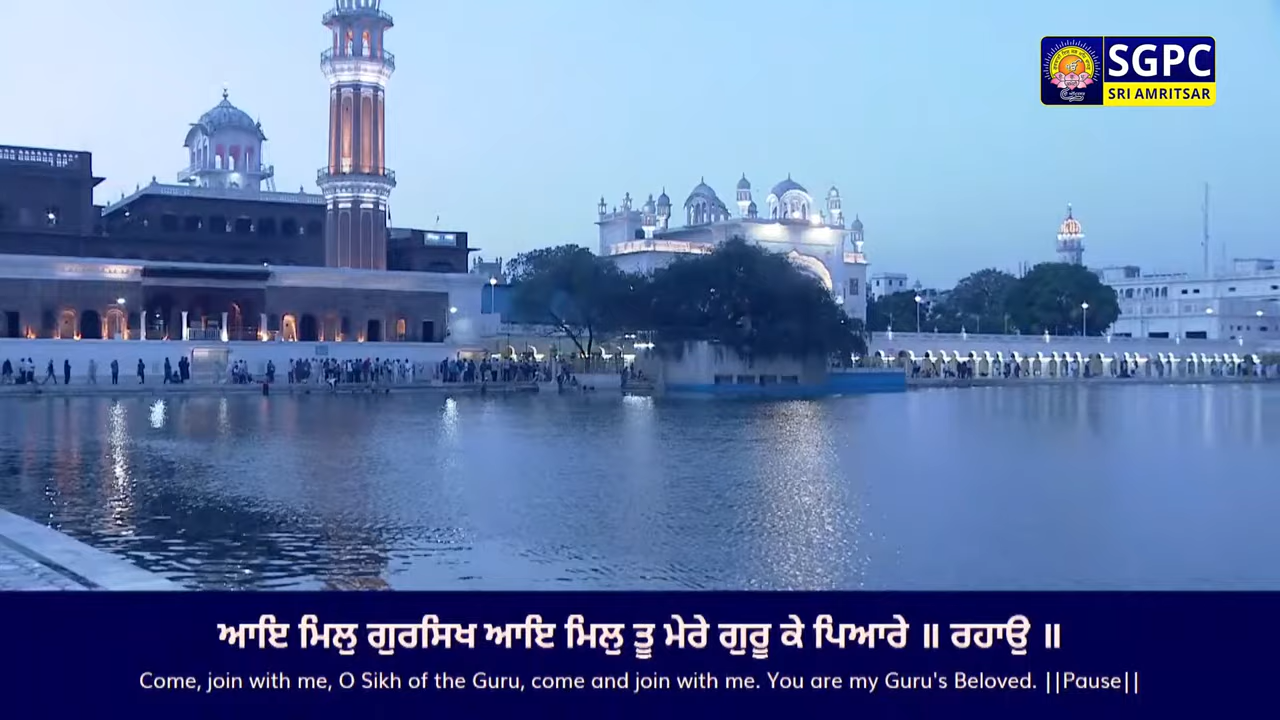 SGPC
SRI AMRITSAR
ਆਇ ਮਿਲੁ ਗੁਰਸਿਖ ਆਇ ਮਿਲੁ ਤੂ ਮੇਰੇ ਗੁਰੂ ਕੇ ਪਿਆਰੇ ॥ ਰਹਾਉ ॥
Come, join with me, O Sikh of the Guru, come and join with me. You are my Guru's Beloved. ||Pause||